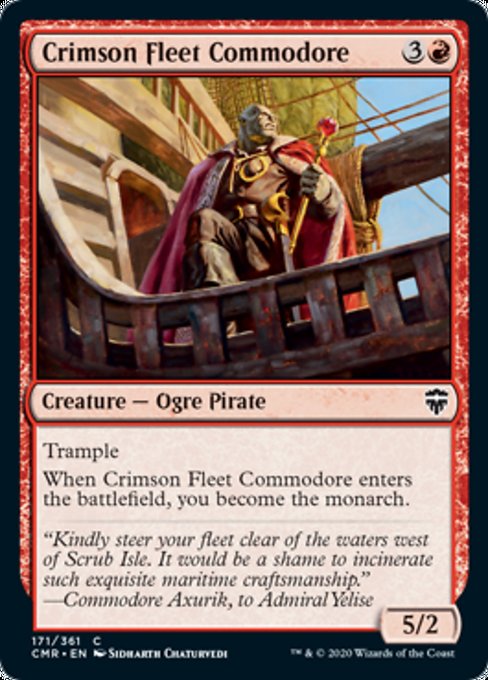 Crimson Fleet Commodore 3
Creature — Ogre Pirate
Trample
When Crimson Fleet Commodore enters
the battlefield, you become the monarch.
“Kindly steer your fleet clear of the waters west
of Scrub Isle. It would be a shame to incinerate
such exquisite maritime craftsmanship.”
—Commodore Axurik, to Admiral Yelise
5/2
171/361 C
CMR • EN Sidharth Chaturvedi ™ & © 2020 Wizards of the Coast